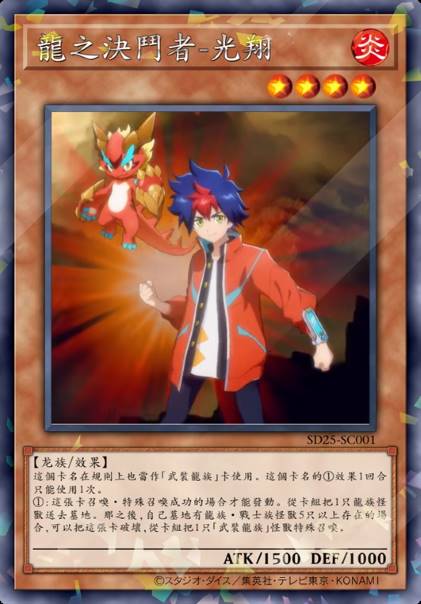 龍之決鬥者-光翔
炎
SD25-SC001
【龙族/效果】
這個卡名在規則上也當作「武裝龍族」卡使用。這個卡名的①效果1回合
只能使用1次。
①:這張卡召喚・特殊召喚成功的場合才能發動。從卡組把1只龍族怪
獸送去墓地。那之後,自己墓地有龍族・戰士族怪獸5只以上存在的場
合,可以把這張卡破壞,從卡組把1只「武裝龍族」怪獸特殊召喚。
ATK/1500 DEF/1000
©スタジオ・ダイス/集英社・テレビ東京・KONAMI